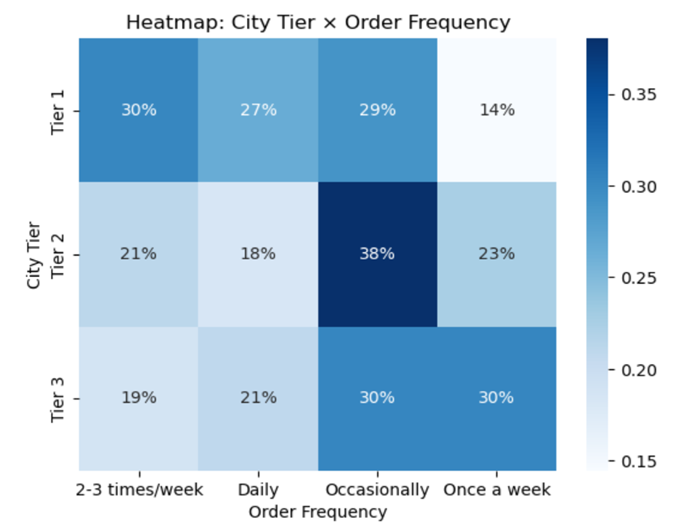 Heatmap: City Tier × Order Frequency
Tier 1
30% 27% 29% 14%
City Tier
Tier 2
21% 18% 38% 23%
Tier 3
19% 21% 30% 30%
2-3 times/week Daily Occasionally Once a week
Order Frequency
0.35
0.30
0.25
0.20
0.15